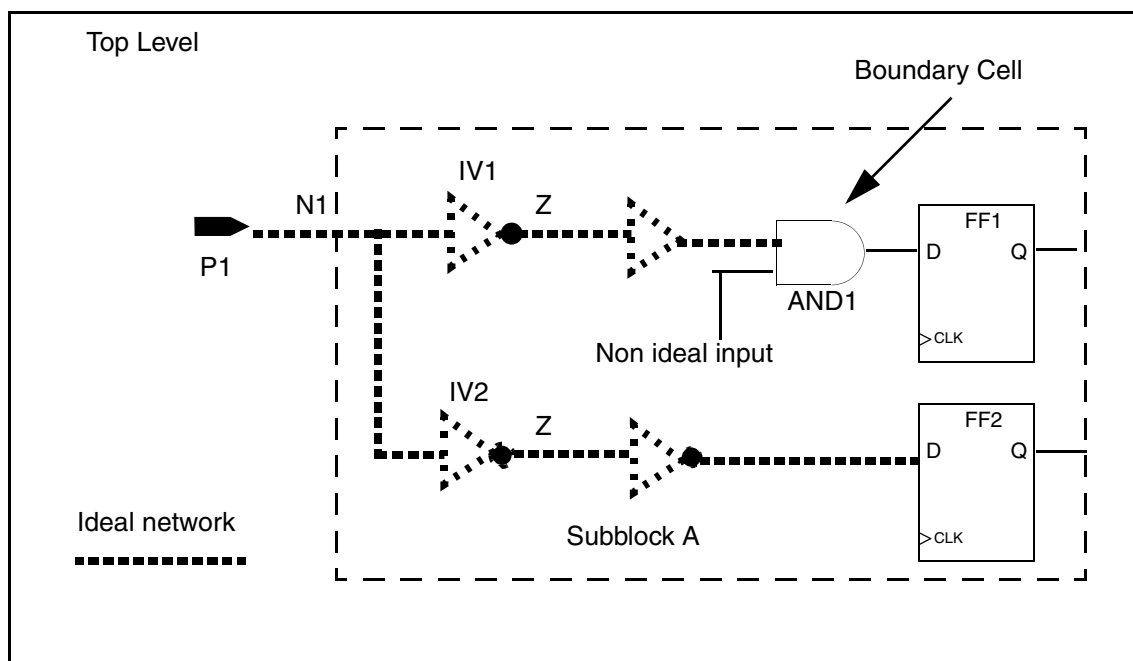 Top Level
Boundary Cell
IV1
N1
Z
FF1
D
Q
P1
AND1
CLK
Non ideal input
IV2
Z
FF2
D
Q
Ideal network
Subblock A
CLK